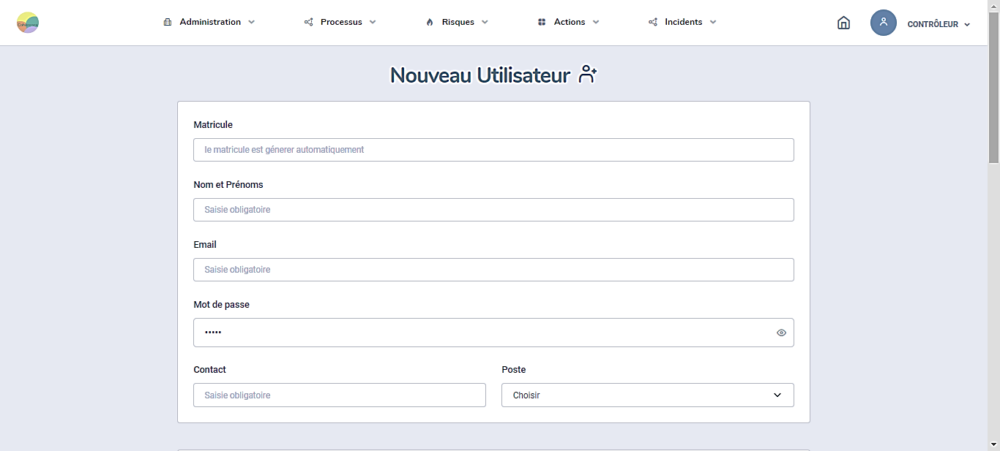 Administration
Processus
Risques
Actions
Incidents
CONTRÔLEUR
Nouveau Utilisateur
Matricule
le matricule est génerer automatiquement
Nom et Prénoms
Saisie obligatoire
Email
Saisie obligatoire
Mot de passe
•••••
Contact
Poste
Saisie obligatoire
Choisir